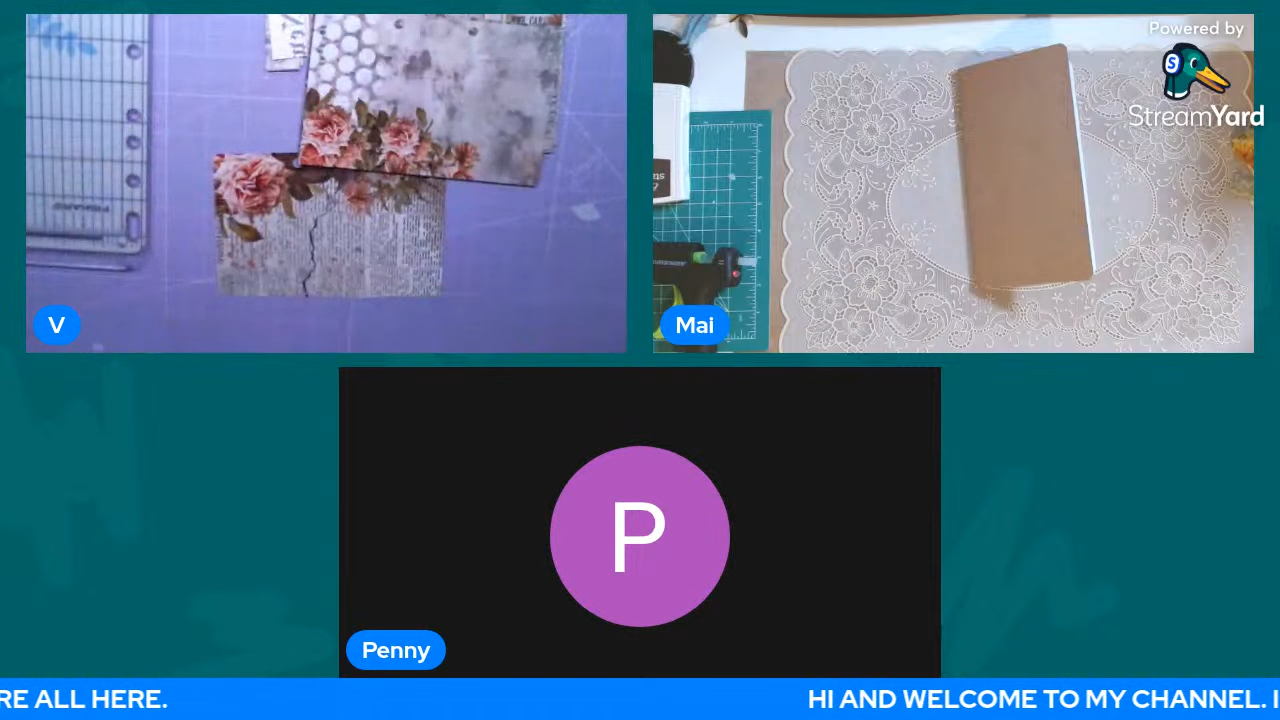 Powered by
StreamYard
V
Mai
P
Penny
RE ALL HERE.
HI AND WELCOME TO MY CHANNEL. I